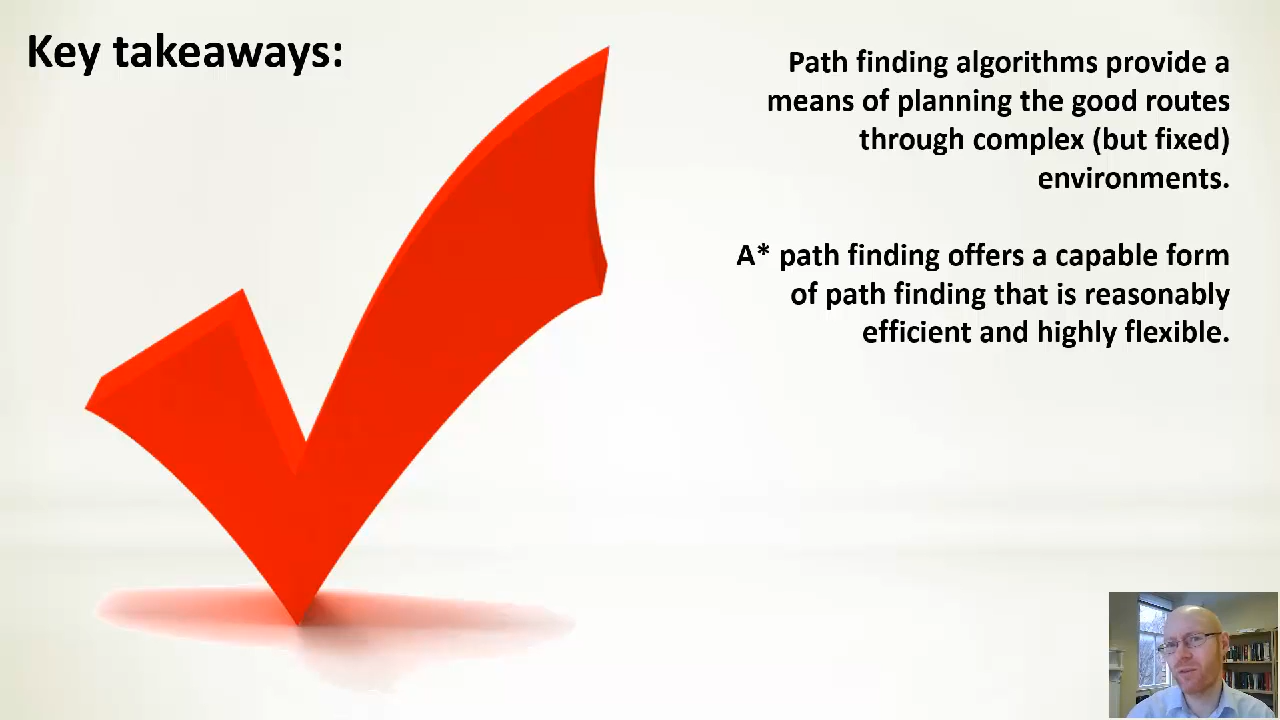 Key takeaways:
Path finding algorithms provide a
means of planning the good routes
through complex (but fixed)
environments.
A* path finding offers a capable form
of path finding that is reasonably
efficient and highly flexible.